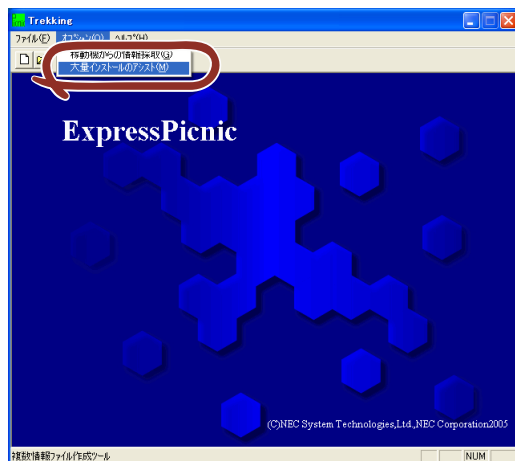 Trekking
ファイル(F) オプション(O) ヘルプ(H)
移動機からの情報採取(G)
大量インストールのアシスト(M)
ExpressPicnic
(C)NEC System Technologies,Ltd.,NEC Corporation2005
複数情報ファイル作成ツール
NUM